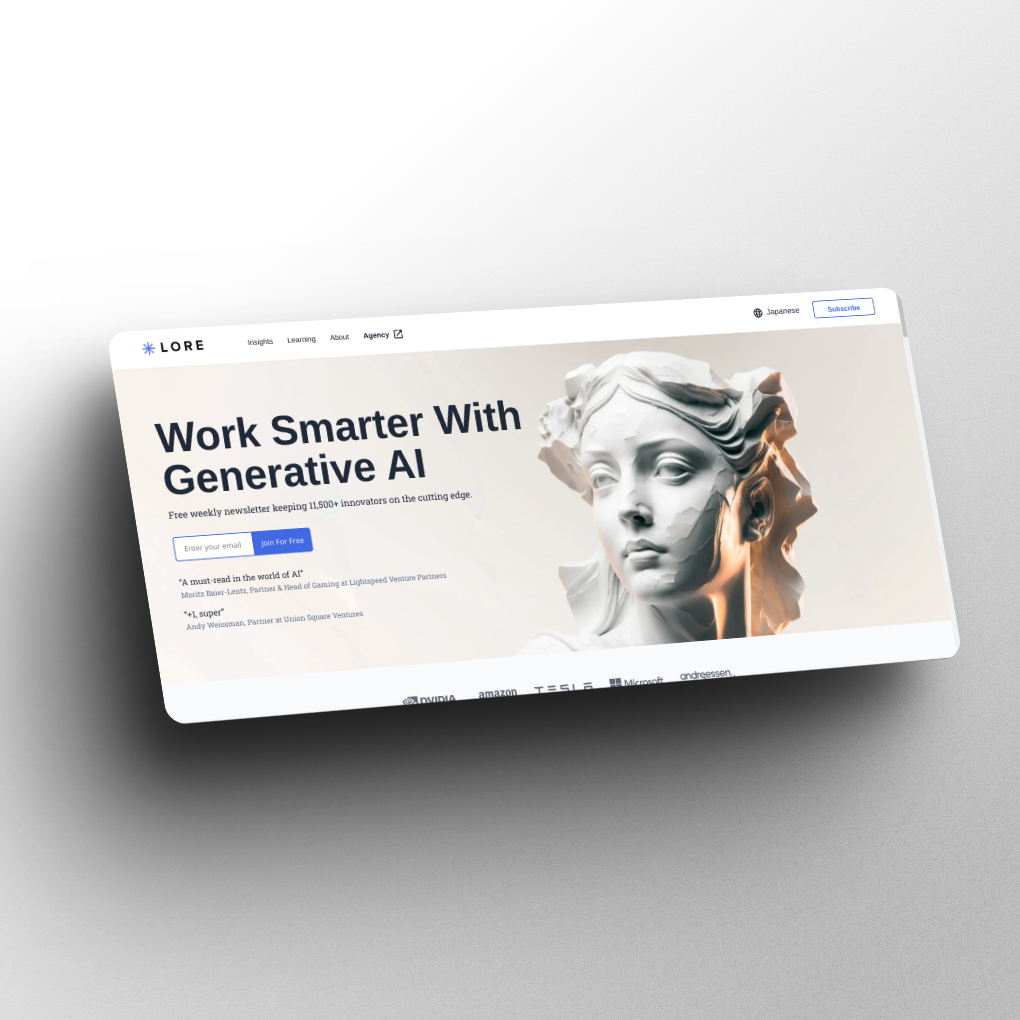 LORE
Insights Learning About Agency
Japanese Subscribe
Work Smarter With
Generative AI
Free weekly newsletter keeping 11,500+ innovators on the cutting edge.
Enter your email Join For Free
"A must-read in the world of AI"
Moritz Baier-Lentz, Partner & Head of Gaming at Lightspeed Venture Partners
"+1, super"
Andy Weissman, Partner at Union Square Ventures
NVIDIA amazon TESLA Microsoft andreessen